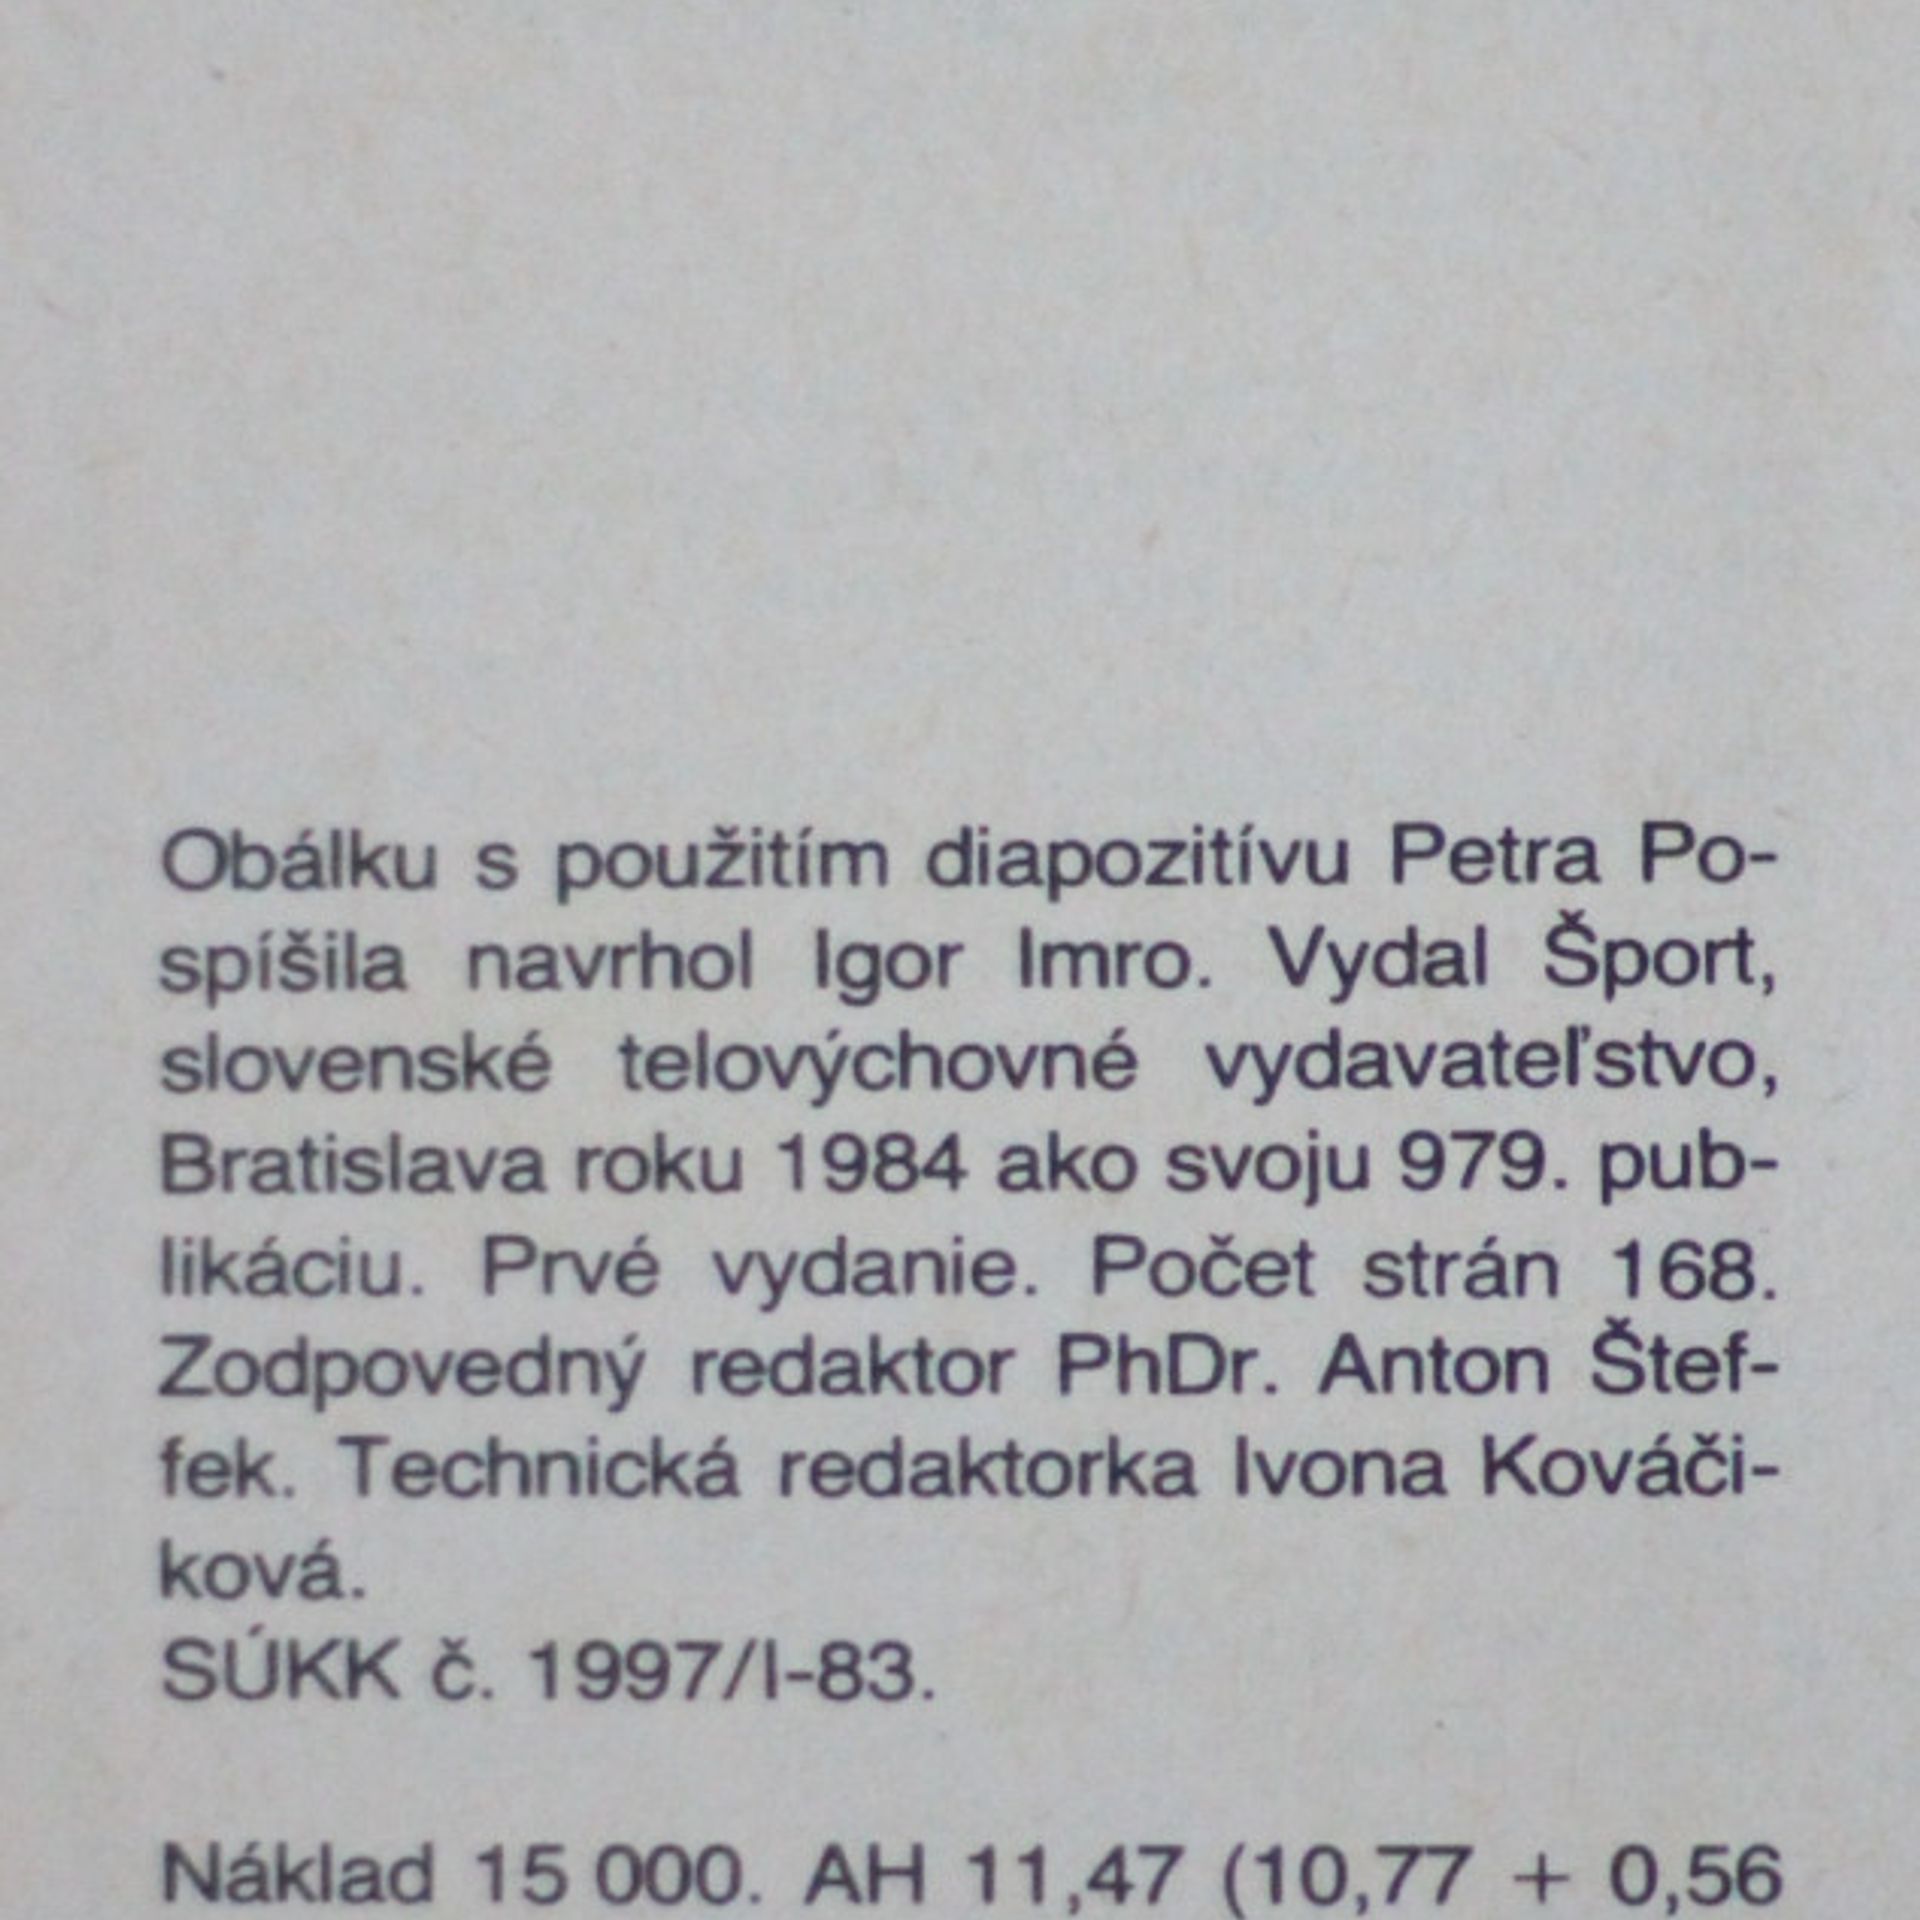 Obálku s použitím diapozitívu Petra Po-
spíšila navrhol Igor Imro. Vydal Šport,
slovenské telovýchovné vydavateľstvo,
Bratislava roku 1984 ako svoju 979. pub-
likáciu. Prvé vydanie. Počet strán 168.
Zodpovedný redaktor PhDr. Anton Štef-
fek. Technická redaktorka Ivona Kováči-
ková.
SÚKK č. 1997/I-83.
Náklad 15 000. AH 11,47 (10,77 + 0,56